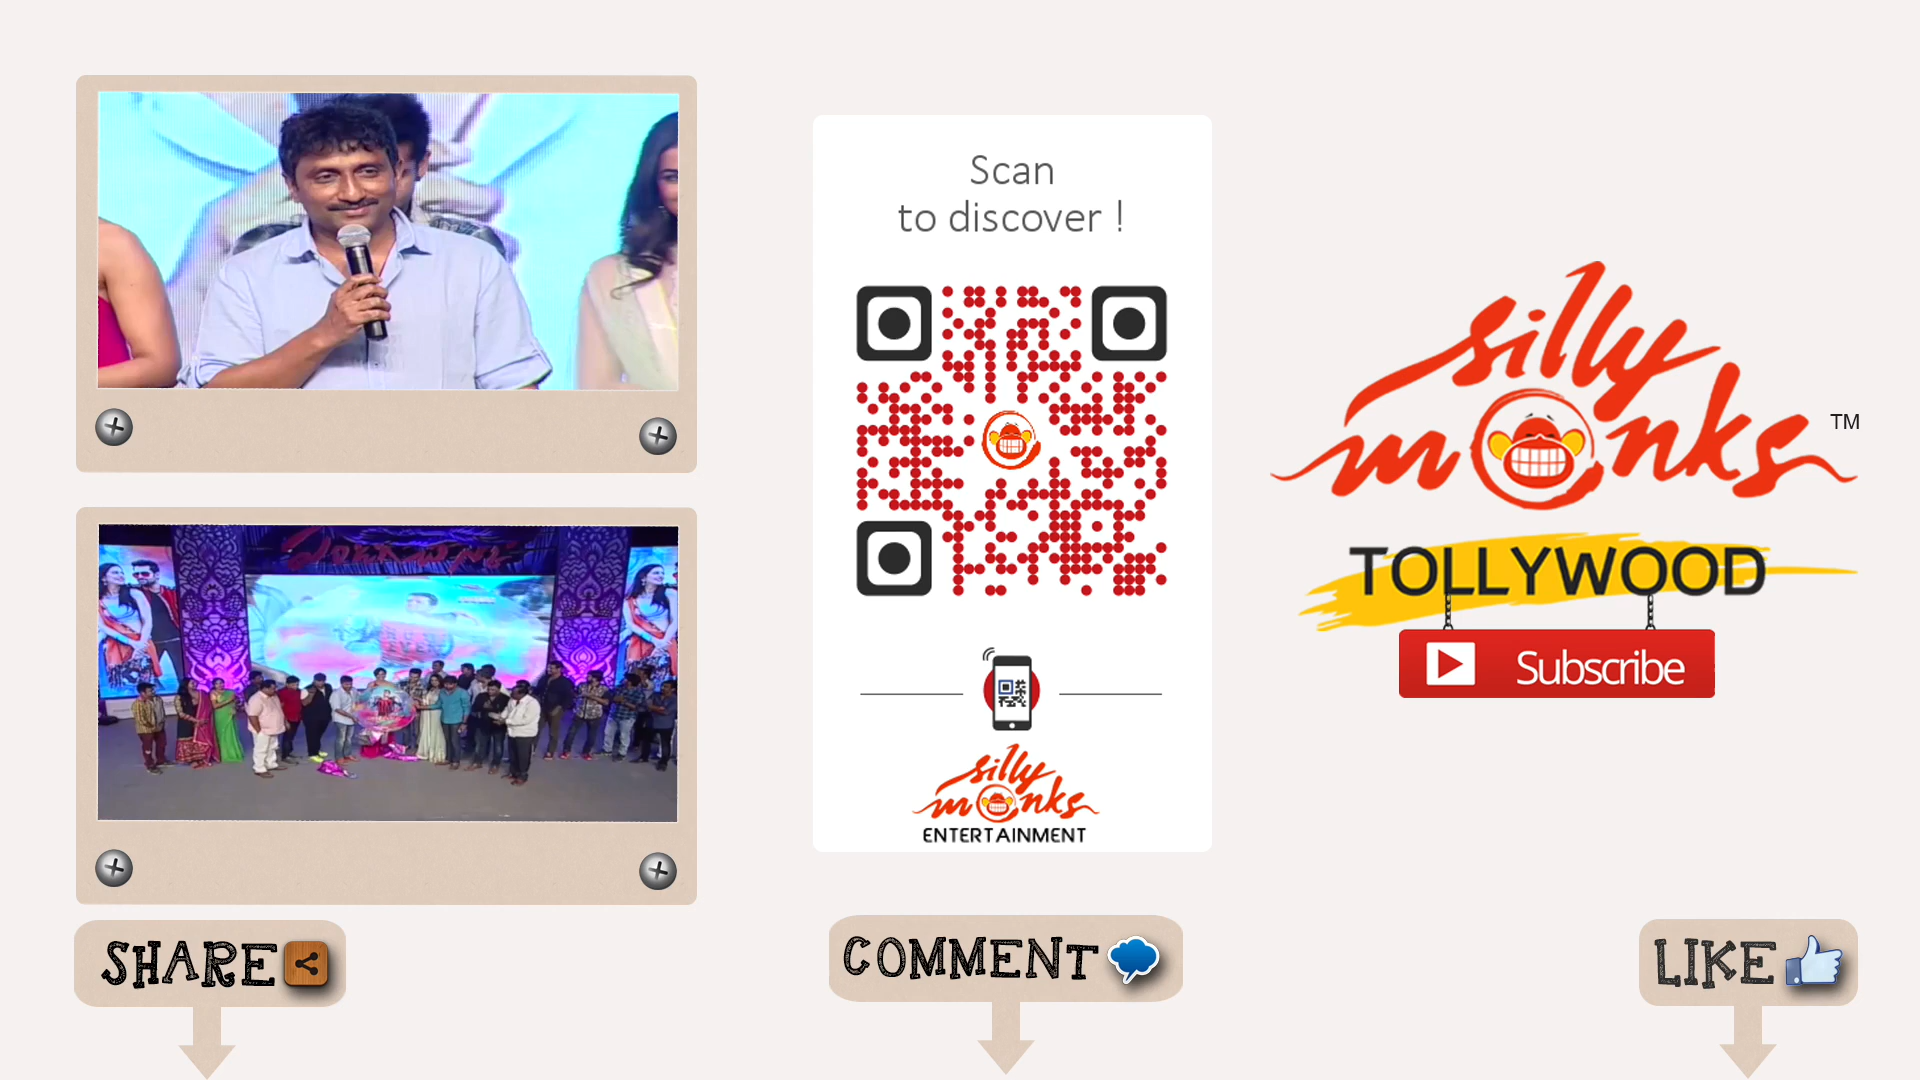 Scan
to discover !
silly
monks
ENTERTAINMENT
silly
monks TM
TOLLYWOOD
Subscribe
SHARE
COMMENT
LIKE